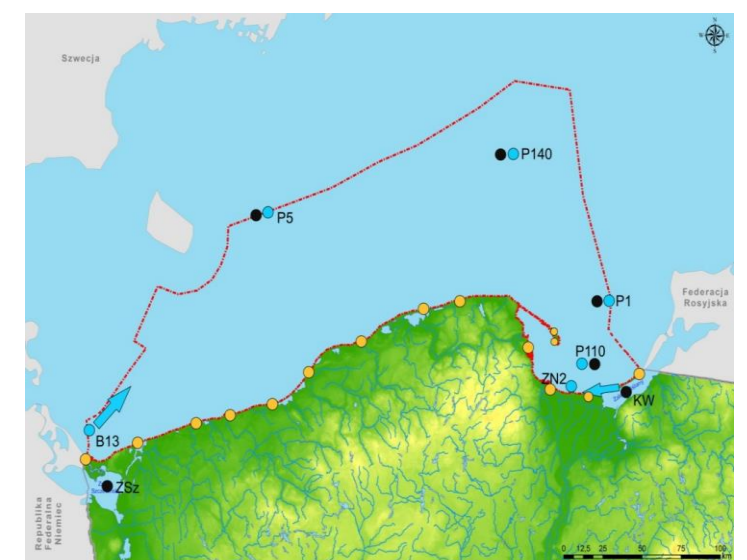 Szwecja
P140
P5
Federacja
Rosyjska
P1
P110
ZN2
KW
B13
ZSz
Republika
Federalna
Niemiec
0 12,5 25 50 75 100